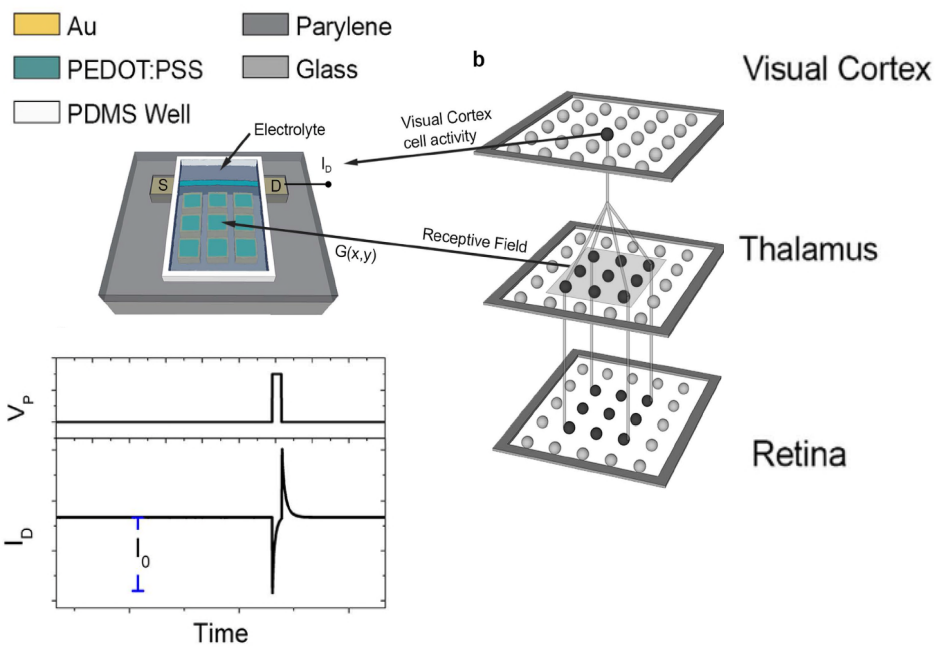 Au
Parylene
PEDOT:PSS
Glass
PDMS Well
b
Visual Cortex
Electrolyte
Visual Cortex
cell activity
I_D
S
D
G(x,y)
Receptive Field
Thalamus
Retina
V_P
I_D
I_0
Time